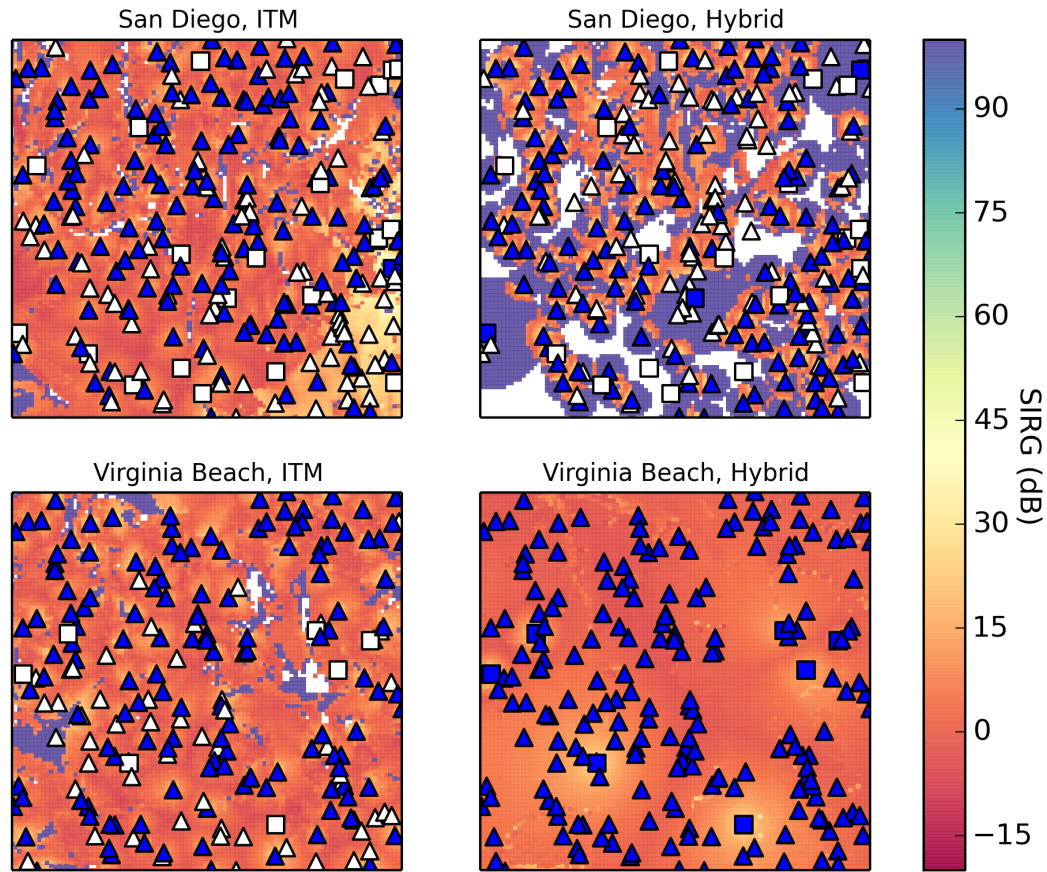 San Diego, ITM
San Diego, Hybrid
Virginia Beach, ITM
Virginia Beach, Hybrid
90
75
60
45
30
15
0
−15
SIRG (dB)